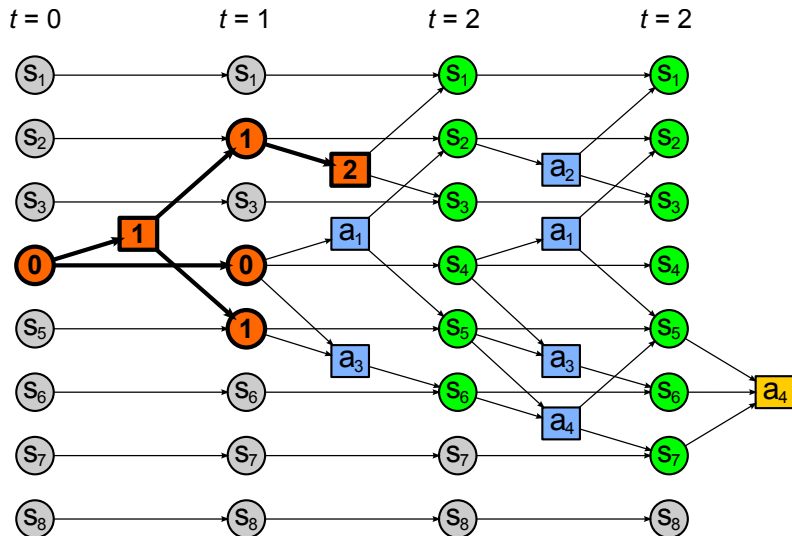 t = 0 t = 1 t = 2 t = 2
s1 s1 s1 s1
s2 1 s2 s2
2 a2
s3 s3 s3 s3
1 a1 a1
0 0 s4 s4
s5 1 s5 s5
a3 a3
s6 s6 s6 s6 a4
a4
s7 s7 s7 s7
s8 s8 s8 s8